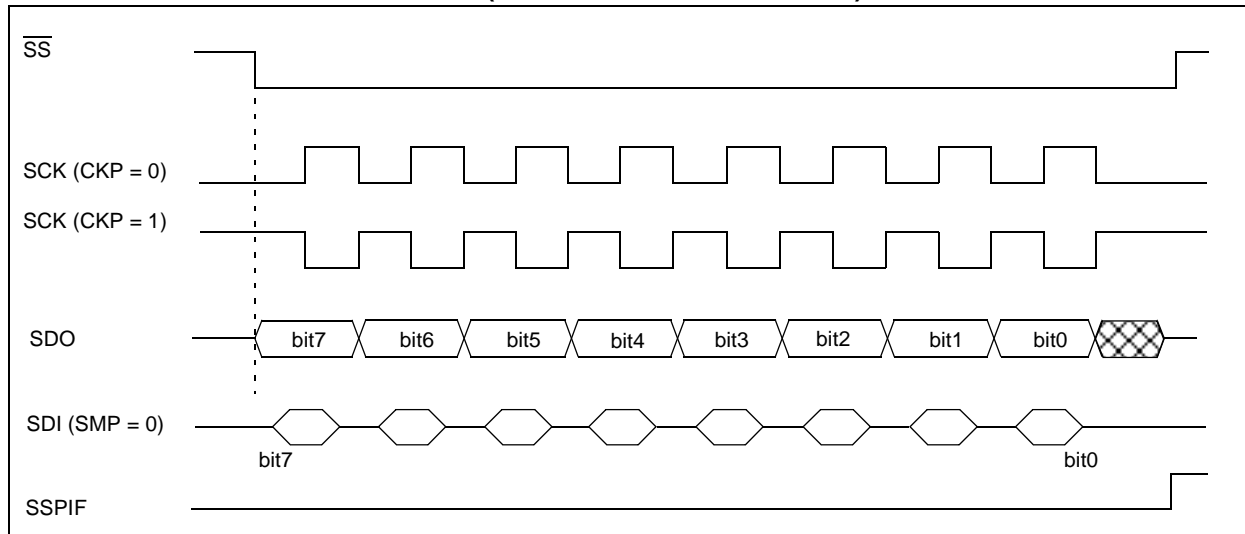 SS
SCK (CKP = 0)
SCK (CKP = 1)
SDO bit7 bit6 bit5 bit4 bit3 bit2 bit1 bit0
SDI (SMP = 0)
bit7 bit0
SSPIF